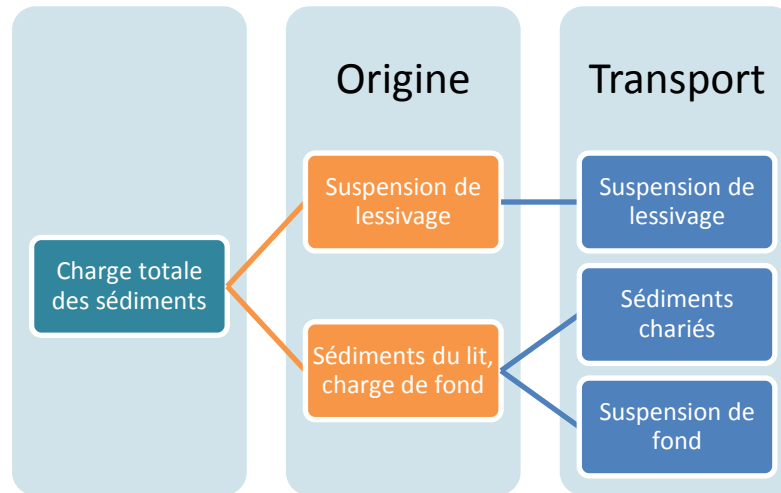 Origine
Transport
Suspension de
lessivage
Suspension de
lessivage
Charge totale
des sédiments
Sédiments
chariés
Sédiments du lit,
charge de fond
Suspension de
fond